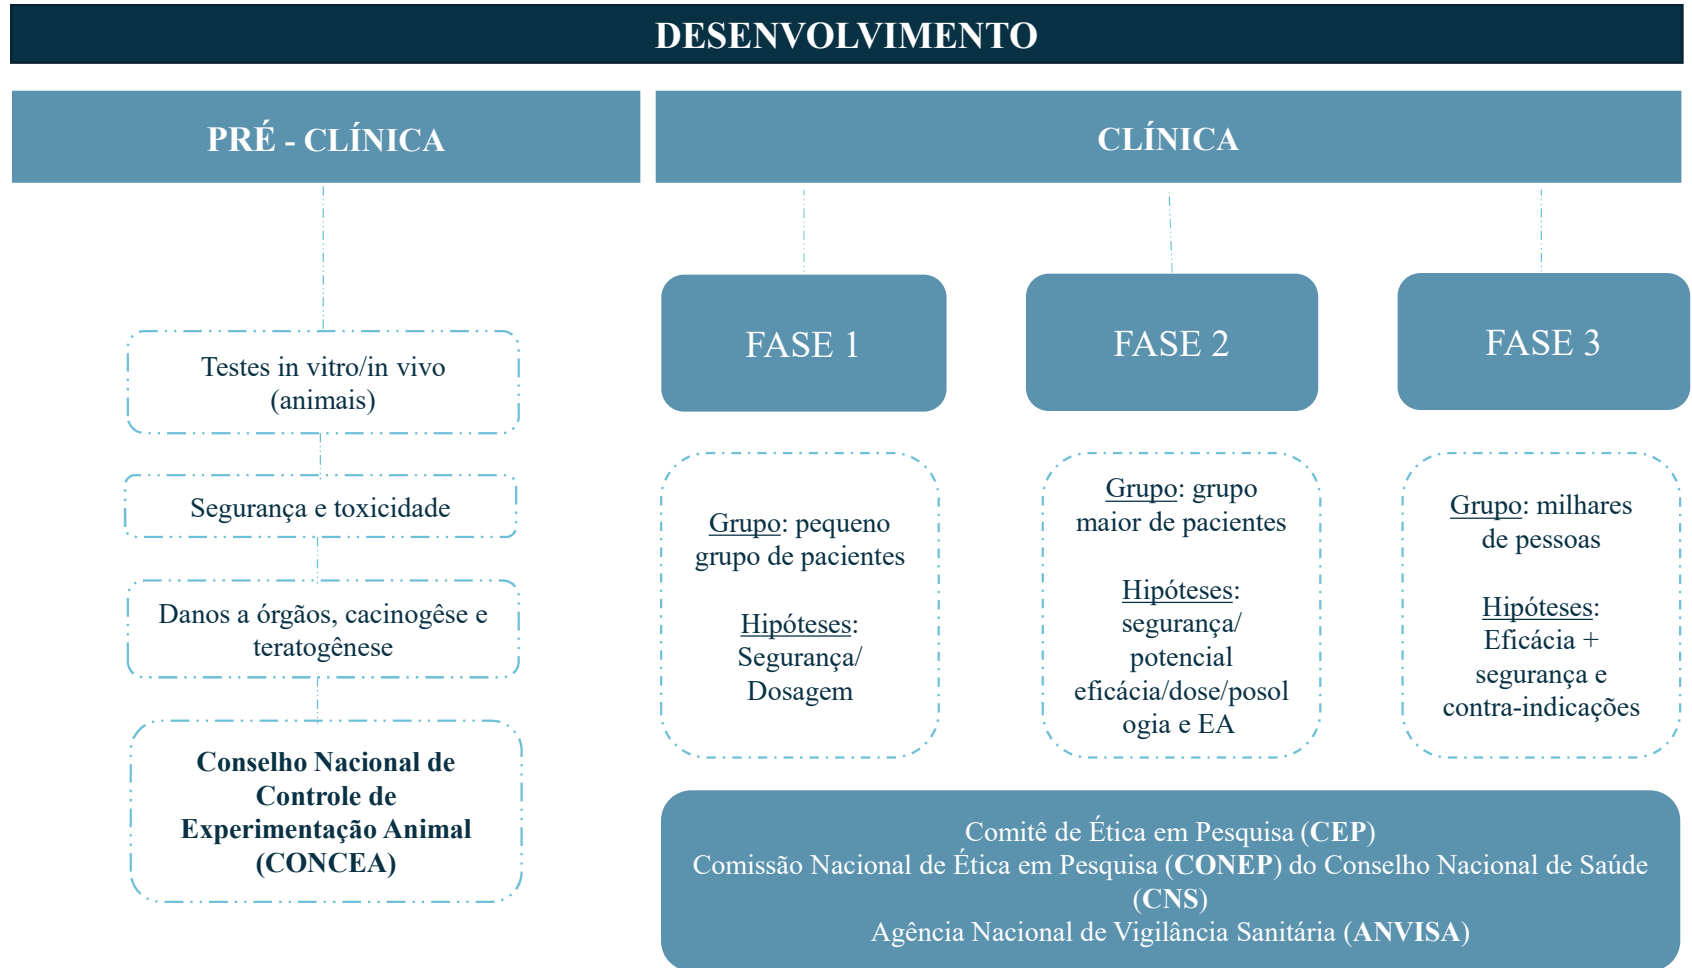 DESENVOLVIMENTO
PRÉ - CLÍNICA
Testes in vitro/in vivo
(animais)
Segurança e toxicidade
Danos a órgãos, cacinogêse e
teratogênese
Conselho Nacional de
Controle de
Experimentação Animal
(CONCEA)
CLÍNICA
FASE 1
Grupo: pequeno
grupo de pacientes
Hipóteses:
Segurança/
Dosagem
FASE 2
Grupo: grupo
maior de pacientes
Hipóteses:
segurança/
potencial
eficácia/dose/posol
ogia e EA
FASE 3
Grupo: milhares
de pessoas
Hipóteses:
Eficácia +
segurança e
contra-indicações
Comitê de Ética em Pesquisa (CEP)
Comissão Nacional de Ética em Pesquisa (CONEP) do Conselho Nacional de Saúde
(CNS)
Agência Nacional de Vigilância Sanitária (ANVISA)